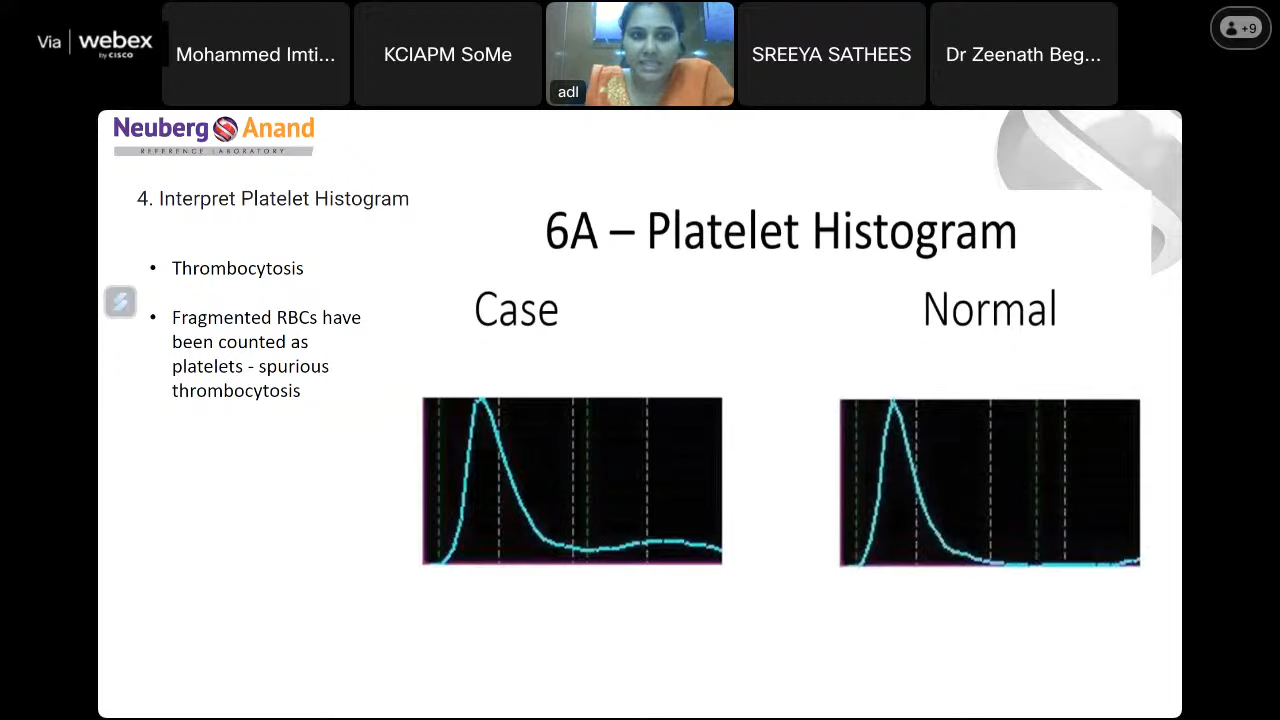 Via
webex
by CISCO
Mohammed Imti...
KCIAPM SoMe
adl
SREEYA SATHEES
Dr Zeenath Beg...
+9
Neuberg Anand
REFERENCE LABORATORY
4. Interpret Platelet Histogram
• Thrombocytosis
• Fragmented RBCs have
been counted as
platelets - spurious
thrombocytosis
6A – Platelet Histogram
Case
Normal